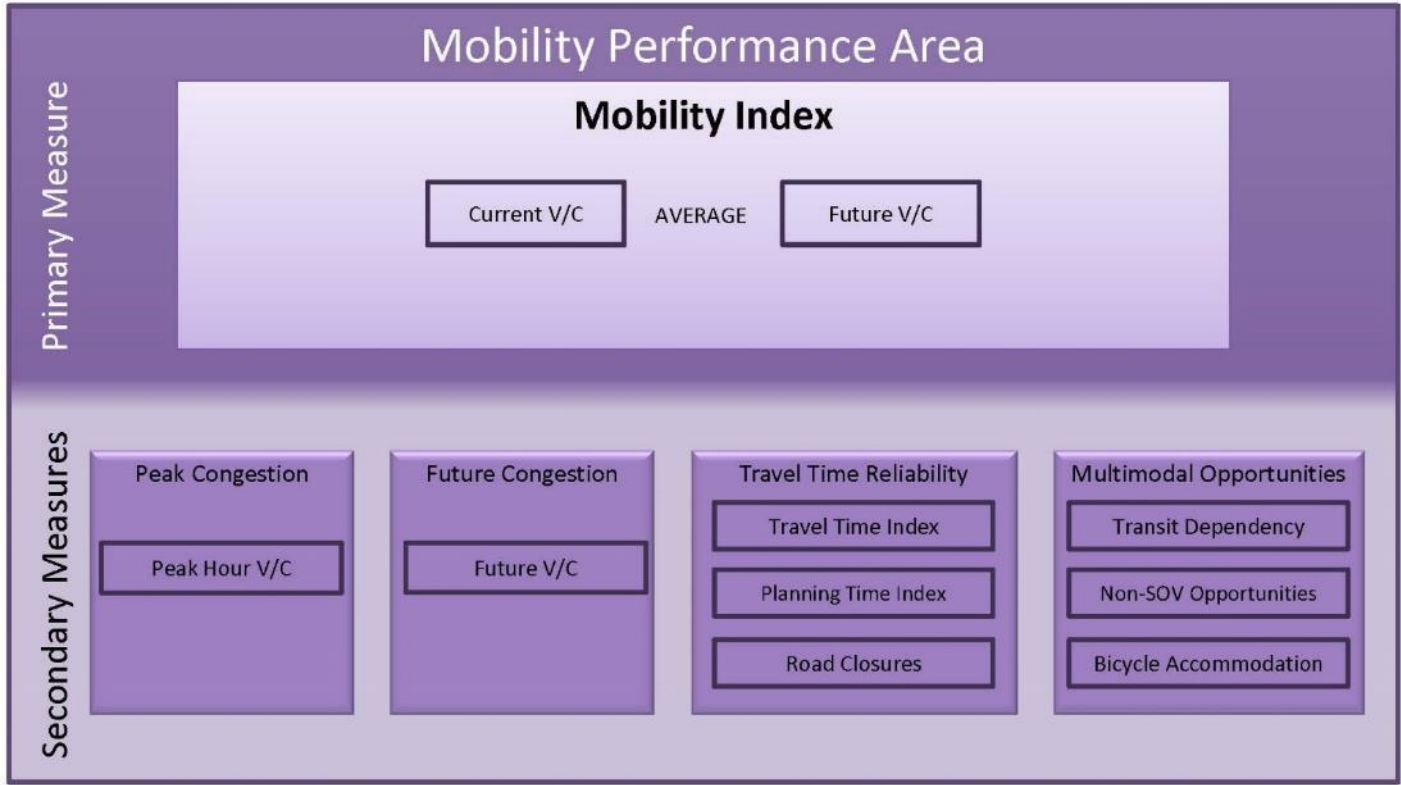 Mobility Performance Area
Primary Measure
Mobility Index
Current V/C
AVERAGE
Future V/C
Secondary Measures
Peak Congestion
Peak Hour V/C
Future Congestion
Future V/C
Travel Time Reliability
Travel Time Index
Planning Time Index
Road Closures
Multimodal Opportunities
Transit Dependency
Non-SOV Opportunities
Bicycle Accommodation